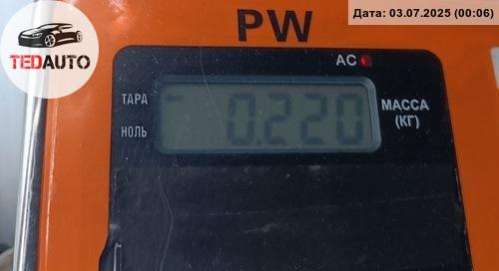 Дата: 03.07.2025 (00:06)
PW
TEDAUTO
AC
ТАРА
0.220
МАССА
НОЛЬ
(КГ)